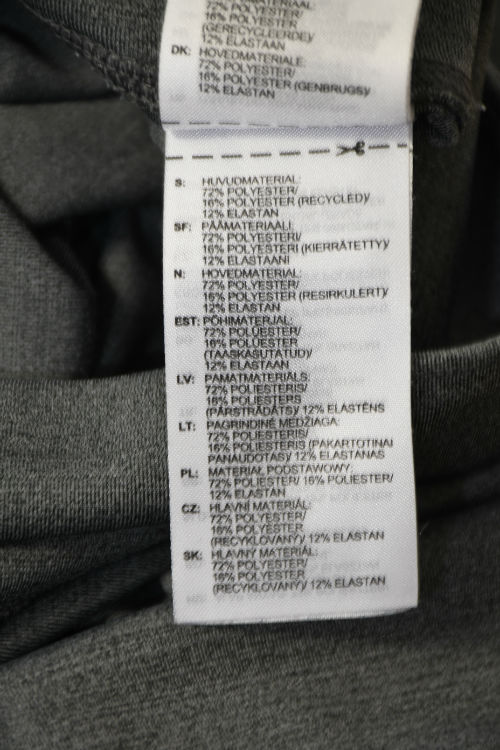 72% POLYESTER/
16% POLYESTER
(GERECYCLEERDE)/
12% ELASTAAN
DK: HOVEDMATERIALE:
72% POLYESTER/
16% POLYESTER (GENBRUGS)/
12% ELASTAN
S: HUVUDMATERIAL:
72% POLYESTER/
16% POLYESTER (RECYCLED)/
12% ELASTAN
SF: PÄÄMATERIAALI:
72% POLYESTERI/
16% POLYESTERI (KIERRÄTETTY)/
12% ELASTAANI
N: HOVEDMATERIAL:
72% POLYESTER/
16% POLYESTER (RESIRKULERT)/
12% ELASTAN
EST: PÕHIMATERJAL:
72% POLÜESTER/
16% POLÜESTER
(TAASKASUTATUD)/
12% ELASTAAN
LV: PAMATMATERIĀLS:
72% POLIESTERIS/
16% POLIESTERS
(PĀRSTRĀDĀTS)/ 12% ELASTĒNS
LT: PAGRINDINĖ MEDŽIAGA:
72% POLIESTERIS/
16% POLIESTERIS (PAKARTOTINAI
PANAUDOTAS)/ 12% ELASTANAS
PL: MATERIAŁ PODSTAWOWY:
72% POLIESTER/ 16% POLIESTER/
12% ELASTAN
CZ: HLAVNÍ MATERIÁL:
72% POLYESTER/
16% POLYESTER
(RECYKLOVANÝ)/ 12% ELASTAN
SK: HLAVNÝ MATERIÁL:
72% POLYESTER/
16% POLYESTER
(RECYKLOVANÝ)/ 12% ELASTAN